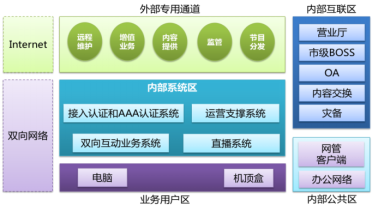 外部专用通道
内部互联区
Internet
远程
维护
增值
业务
内容
提供
监管
节目
分发
营业厅
市级BOSS
OA
内容交换
灾备
双向网络
内部系统区
接入认证和AAA认证系统
运营支撑系统
双向互动业务系统
直播系统
网管
客户端
办公网络
电脑
机顶盒
业务用户区
内部公共区